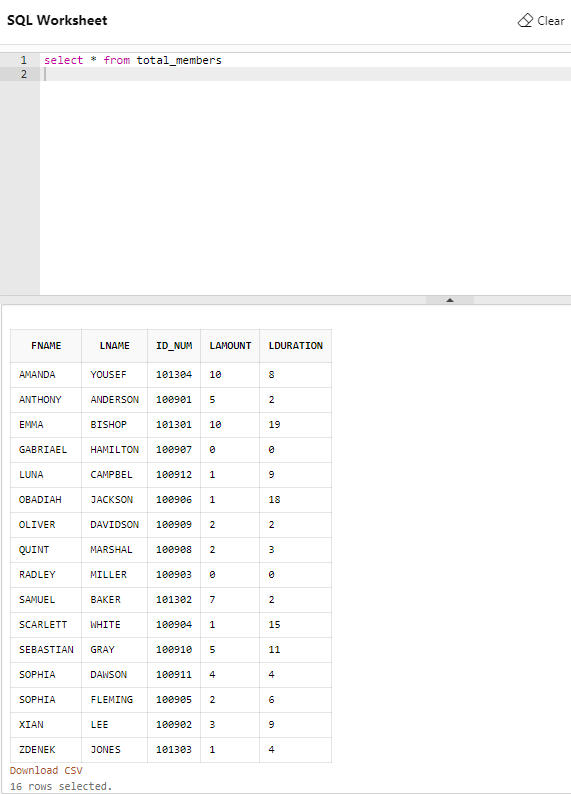 SQL Worksheet Clear
1 select * from total_members
2
FNAME LNAME ID_NUM LAMOUNT LDURATION
AMANDA YOUSEF 101304 10 8
ANTHONY ANDERSON 100901 5 2
EMMA BISHOP 101301 10 19
GABRIAEL HAMILTON 100907 0 0
LUNA CAMPBEL 100912 1 9
OBADIAH JACKSON 100906 1 18
OLIVER DAVIDSON 100909 2 2
QUINT MARSHAL 100908 2 3
RADLEY MILLER 100903 0 0
SAMUEL BAKER 101302 7 2
SCARLETT WHITE 100904 1 15
SEBASTIAN GRAY 100910 5 11
SOPHIA DAWSON 100911 4 4
SOPHIA FLEMING 100905 2 6
XIAN LEE 100902 3 9
ZDENEK JONES 101303 1 4
Download CSV
16 rows selected.